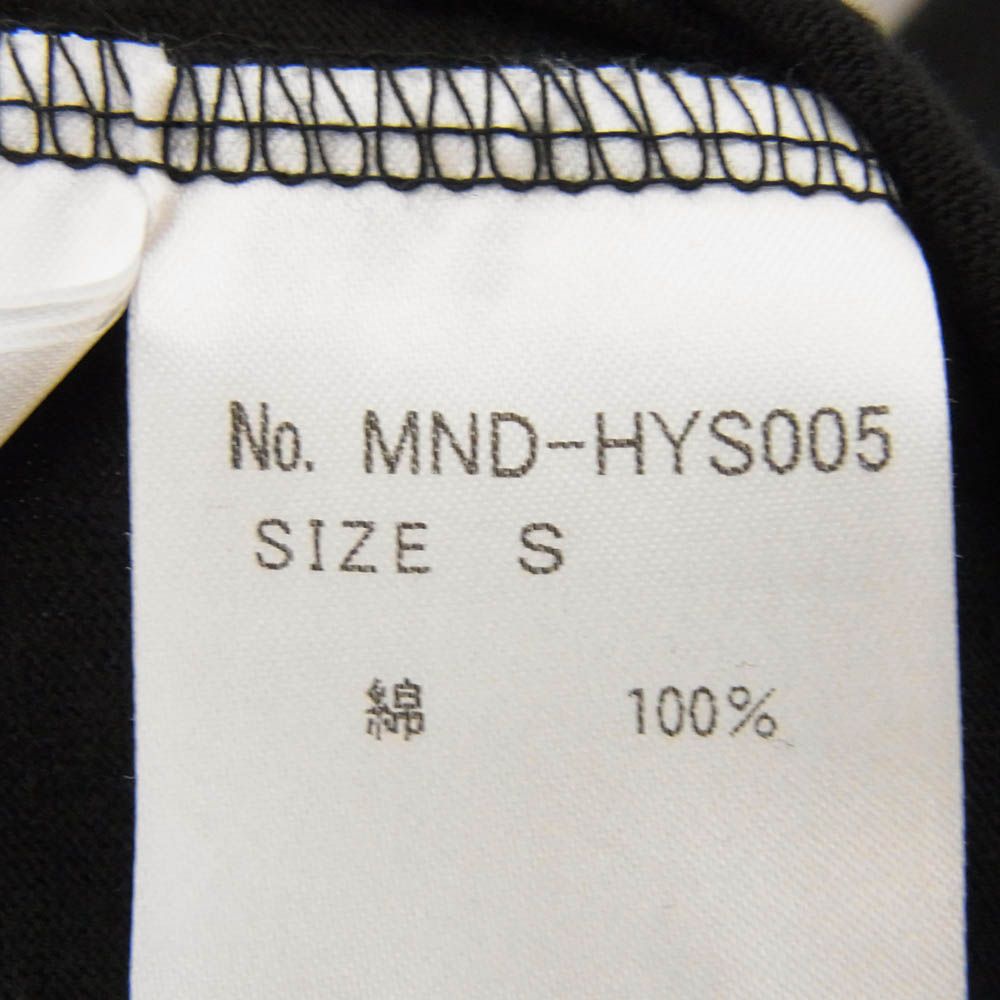 No. MND-HYS005
SIZE S
綿 100%